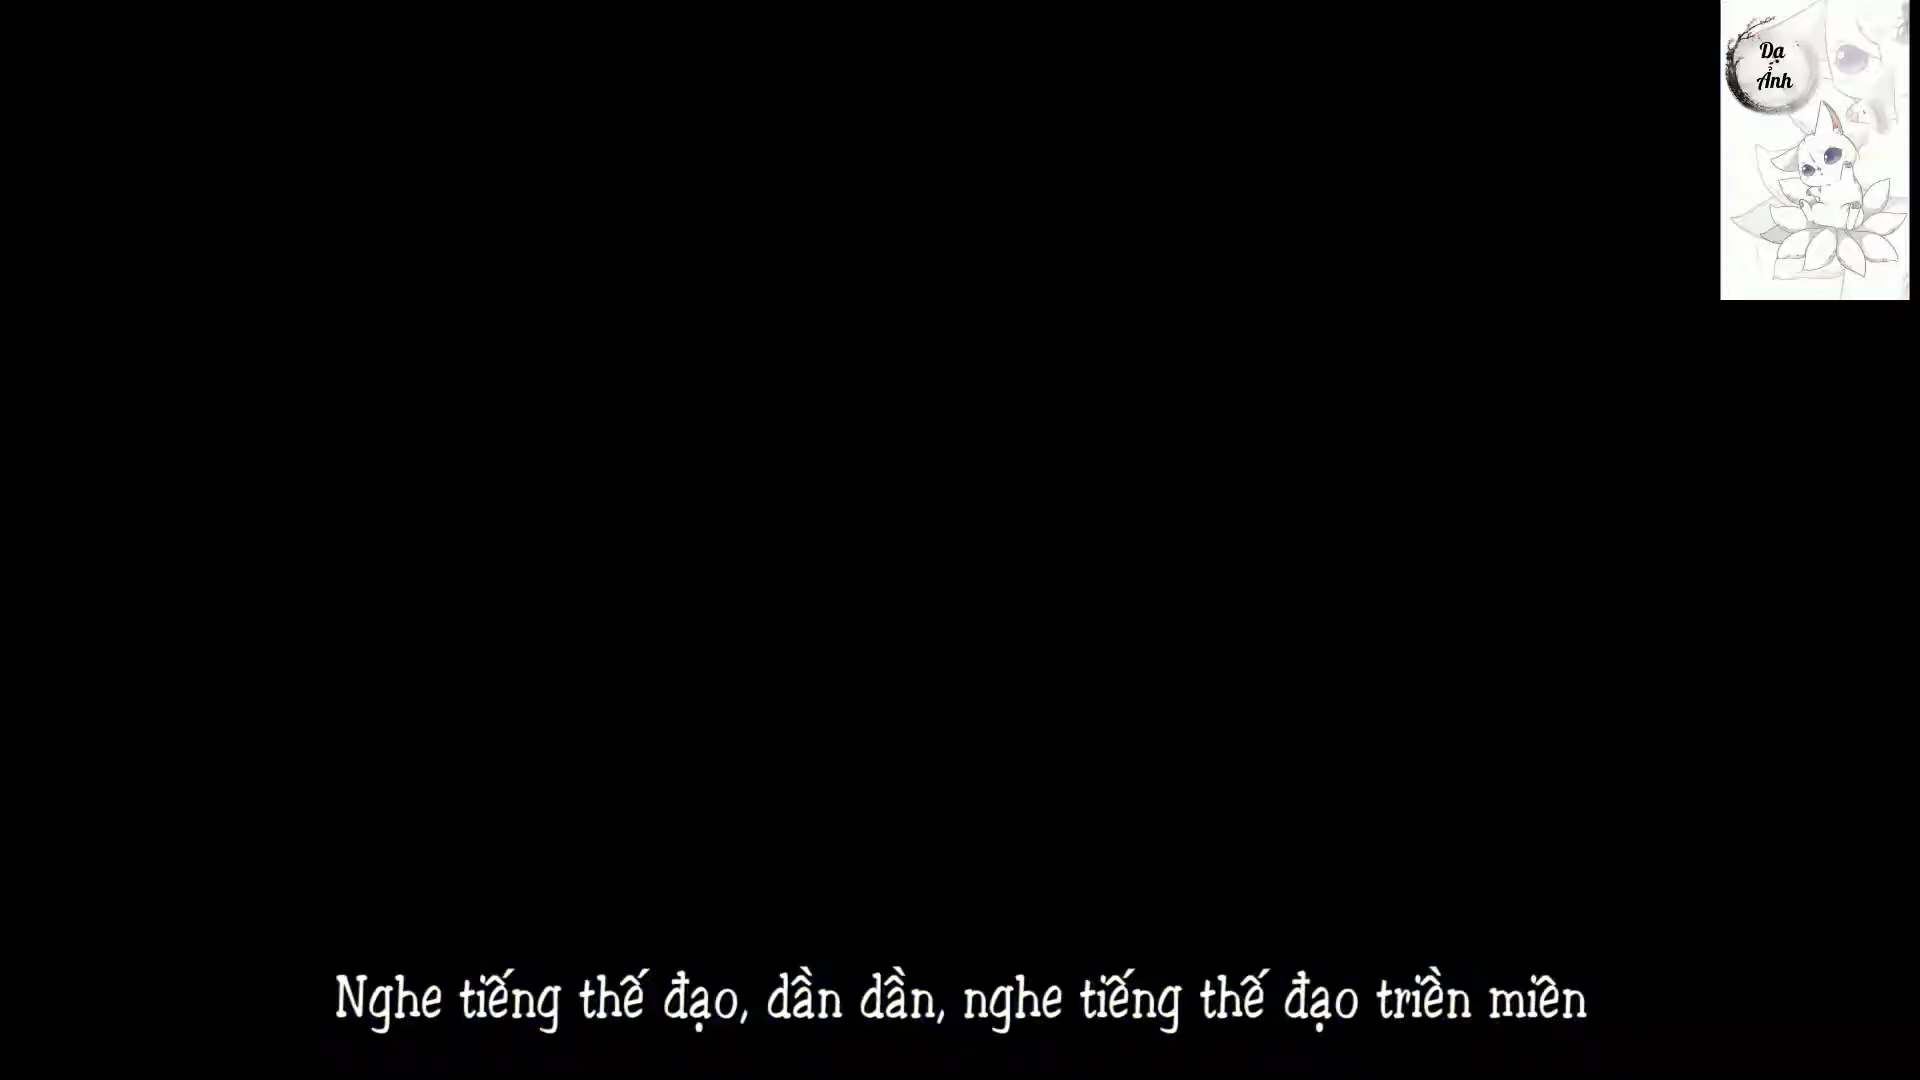 Dạ
Ảnh
Nghe tiếng thế đạo, dần dần, nghe tiếng thế đạo triền miên